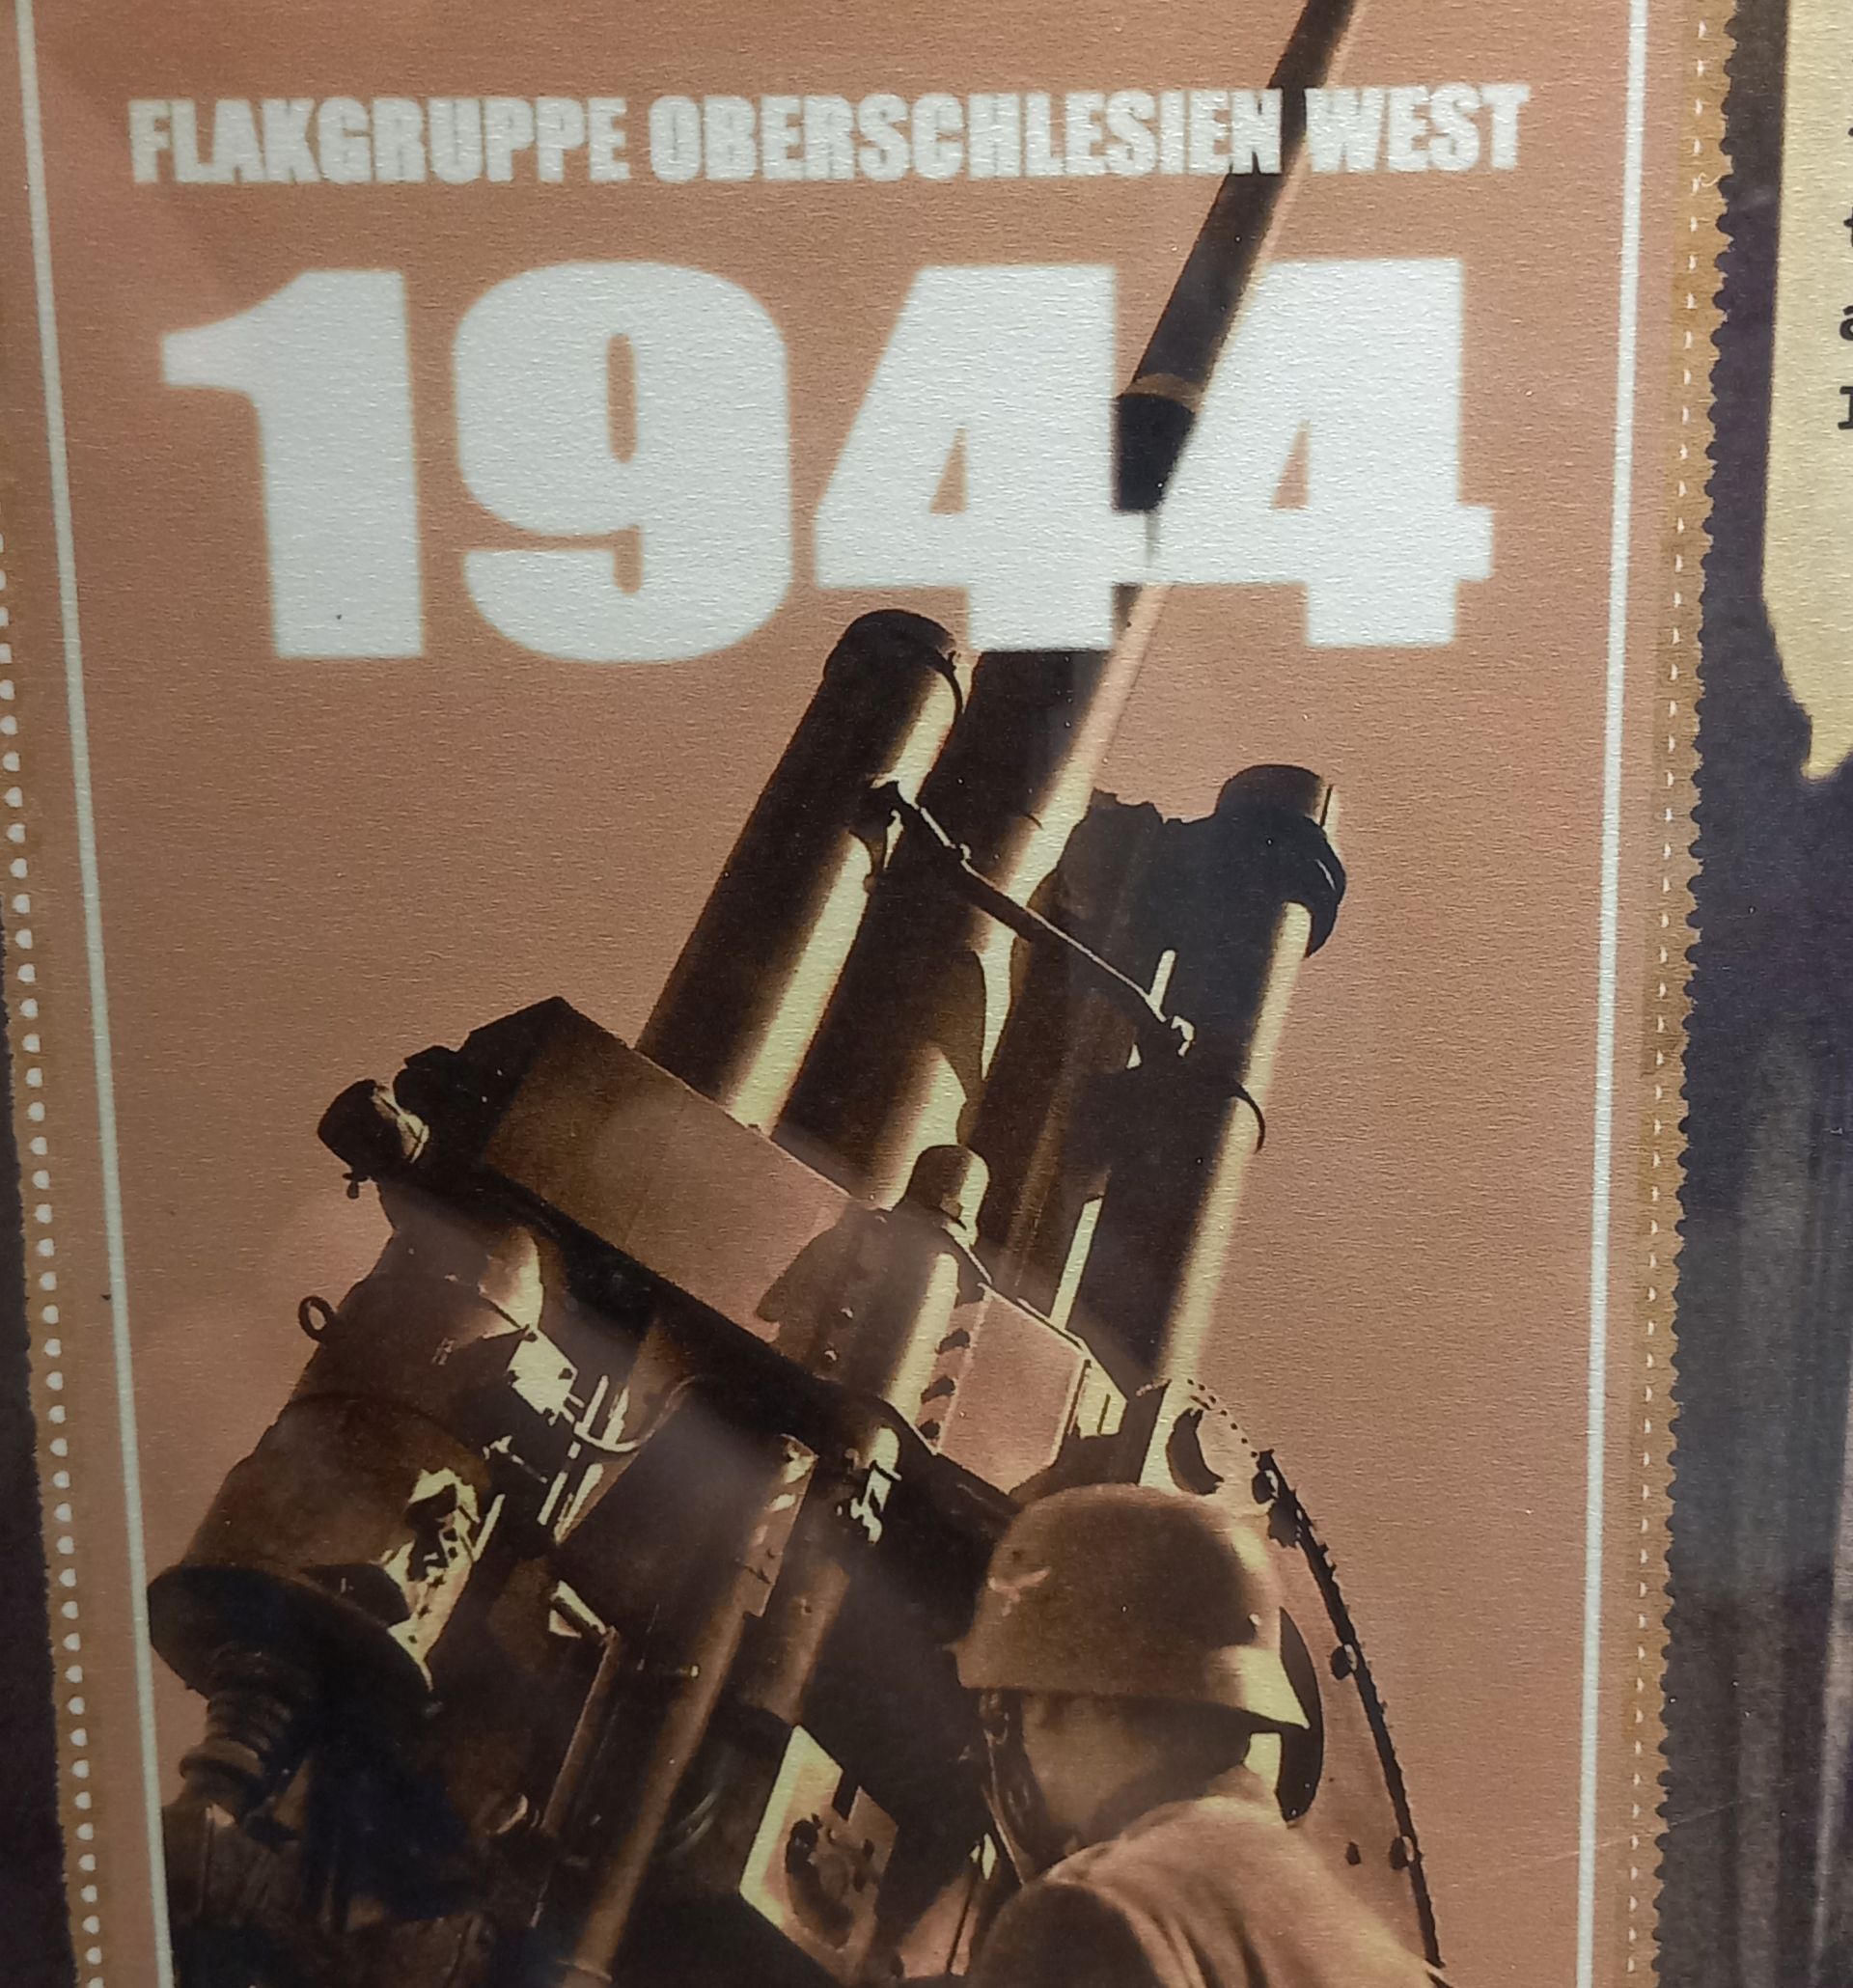 FLAKGRUPPE OBERSCHLESIEN WEST
1944